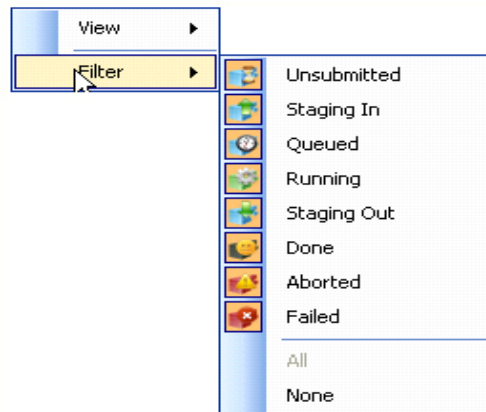 View
Filter
Unsubmitted
Staging In
Queued
Running
Staging Out
Done
Aborted
Failed
All
None